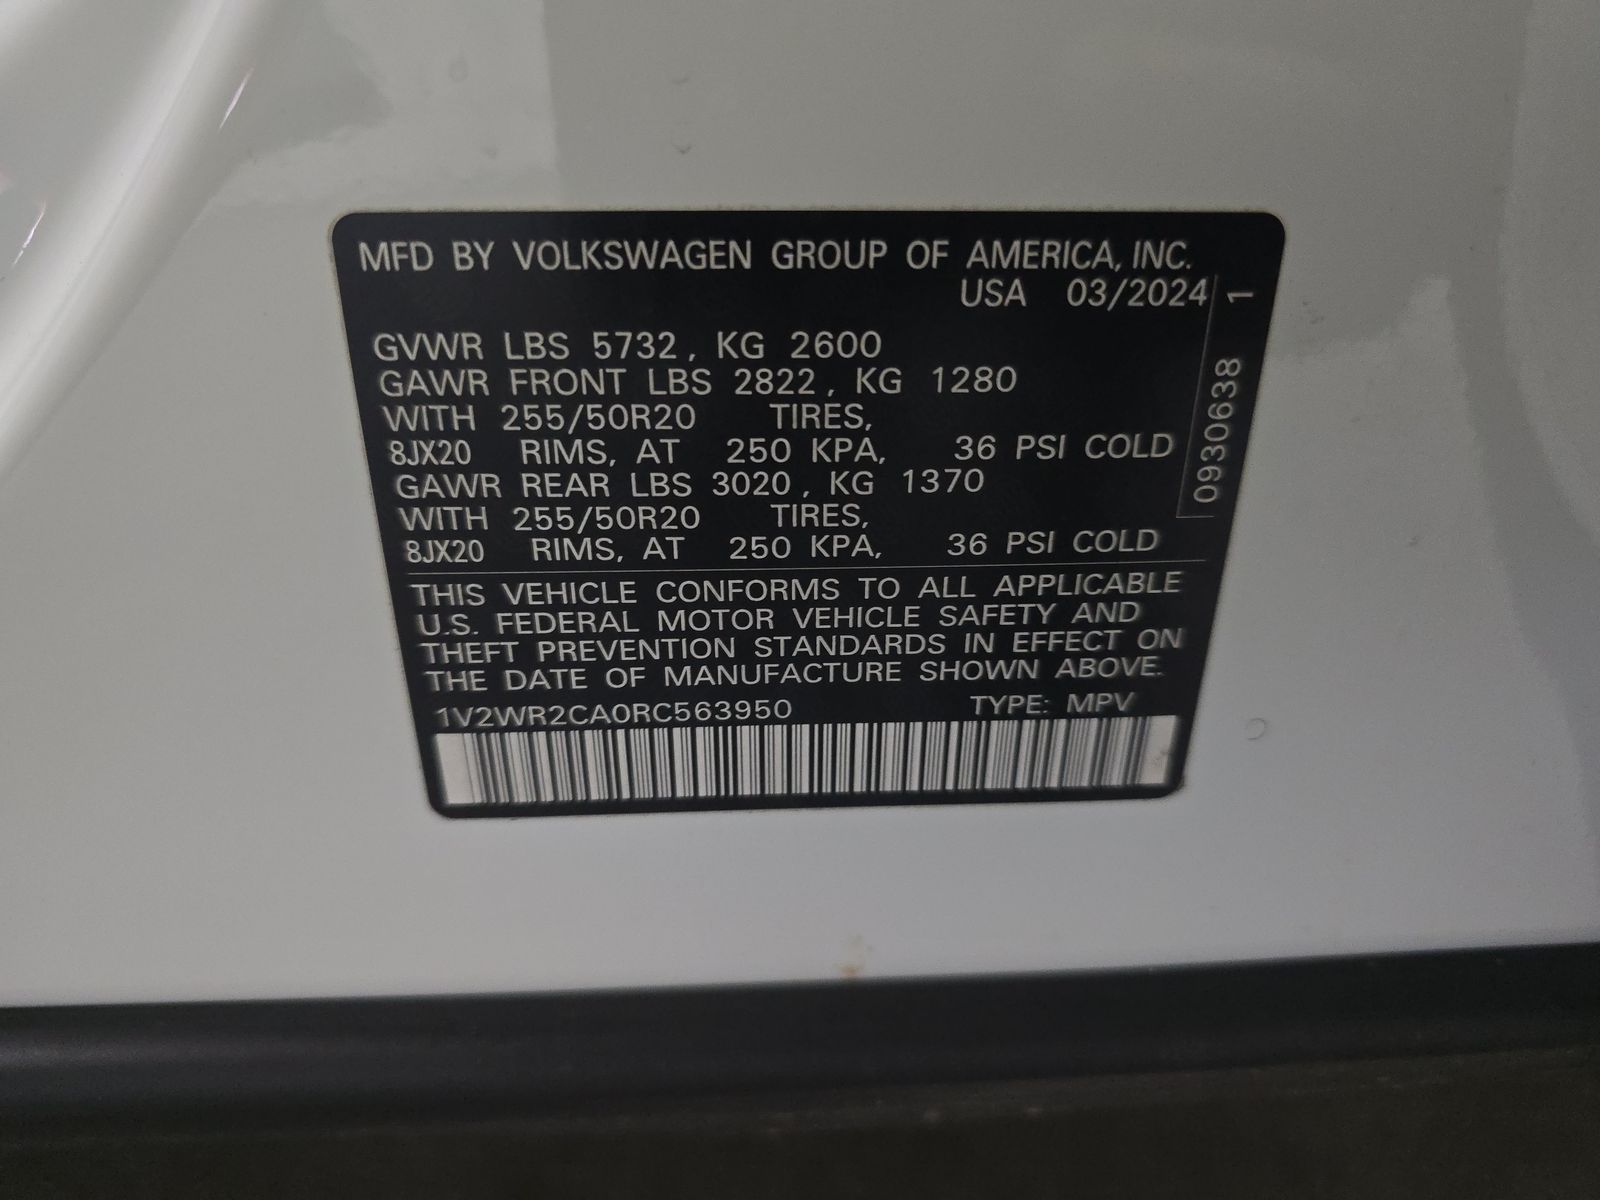 MFD BY VOLKSWAGEN GROUP OF AMERICA, INC.
USA 03/2024
GVWR LBS 5732, KG 2600
GAWR FRONT LBS 2822, KG 1280
WITH 255/50R20 TIRES,
8JX20 RIMS, AT 250 KPA, 36 PSI COLD
GAWR REAR LBS 3020, KG 1370
WITH 255/50R20 TIRES,
8JX20 RIMS, AT 250 KPA, 36 PSI COLD
THIS VEHICLE CONFORMS TO ALL APPLICABLE
U.S. FEDERAL MOTOR VEHICLE SAFETY AND
THEFT PREVENTION STANDARDS IN EFFECT ON
THE DATE OF MANUFACTURE SHOWN ABOVE.
1V2WR2CA0RC563950 TYPE: MPV
0930638 1